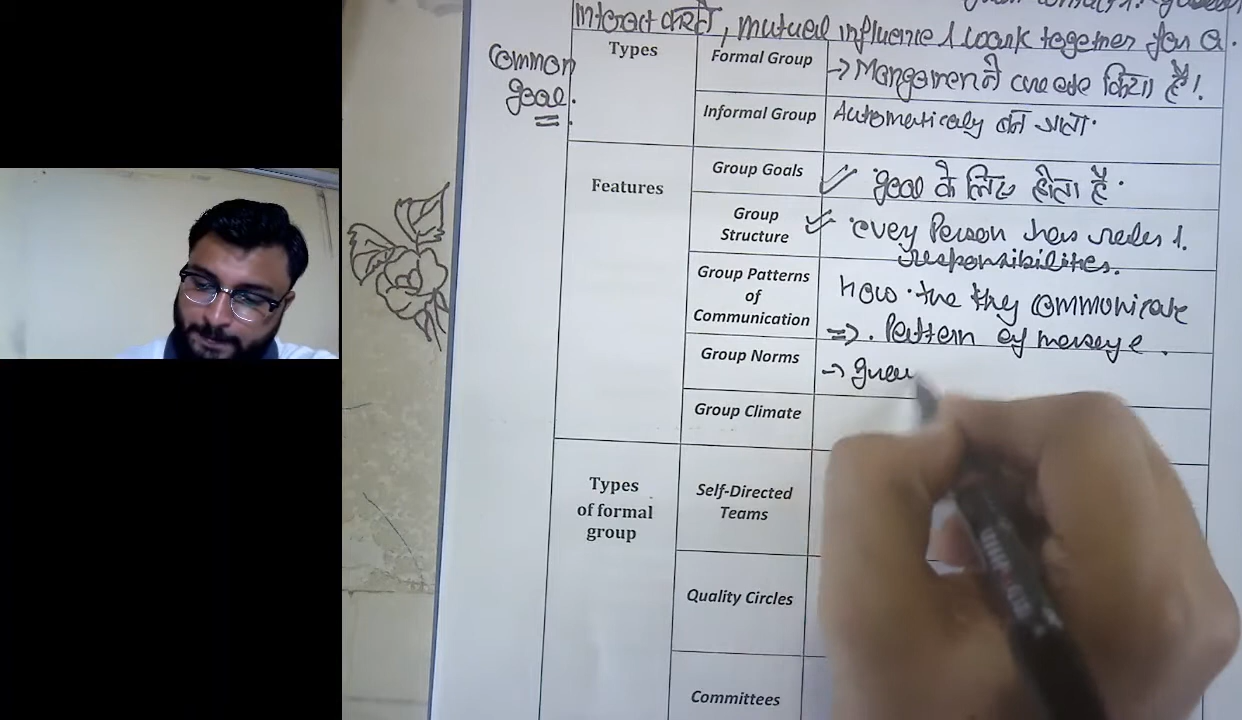 interact करते, mutual influence & work together for a.
Common
goal.
Types
Formal Group
→ Mangemen ने create किया है!
Informal Group
Automatically बन जाता.
Features
Group Goals
goal के लिए होता है.
Group
Structure
every Person has rules &.
responsibilities.
Group Patterns
of
Communication
How the they communicate
=> . Pattern of message.
Group Norms
→
Group Climate
Types
of formal
group
Self-Directed
Teams
Quality Circles
Committees